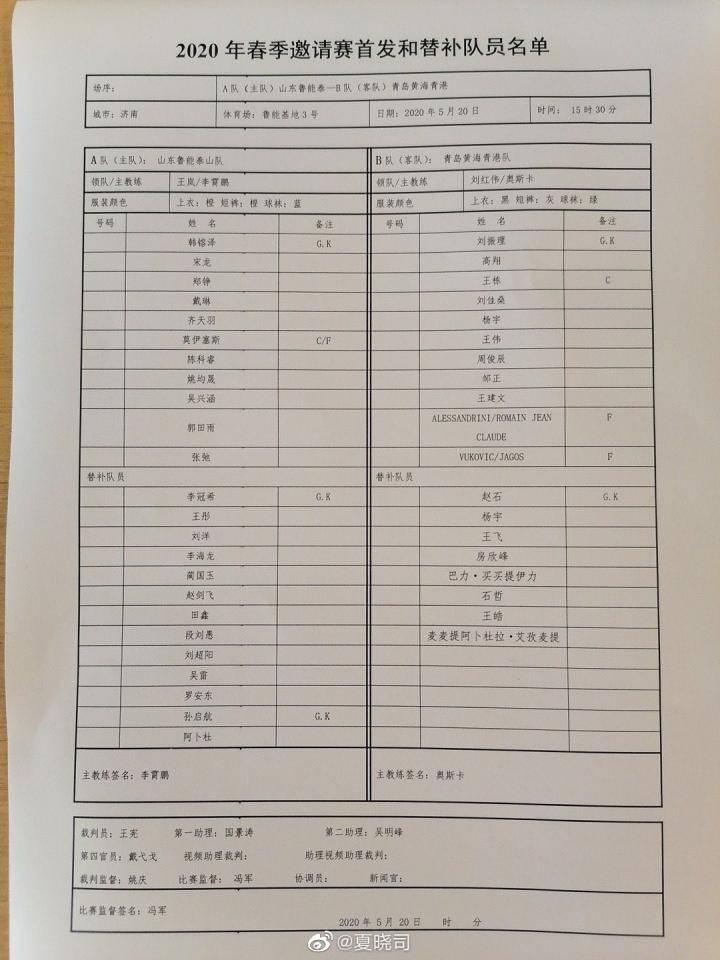 2020 年春季邀请赛首发和替补队员名单
场序： A 队（主队）山东鲁能泰—B 队（客队）青岛黄海青港
城市：济南 体育场：鲁能基地 3 号 日期：2020 年 5 月 20 日 时间： 15 时 30 分
A 队（主队）： 山东鲁能泰山队 B 队（客队）： 青岛黄海青港队
领队/主教练 王岚/李霄鹏 领队/主教练 刘红伟/奥斯卡
服装颜色 上衣：橙 短裤：橙 球袜：蓝 服装颜色 上衣：黑 短裤：灰 球袜：绿
号码 姓 名 备注 号码 姓 名 备注
韩镕泽 G.K 刘振理 G.K
宋龙 高翔
郑铮 王栋 C
戴琳 刘佳燊
齐天羽 杨宇
莫伊塞斯 C/F 王伟
陈科睿 周俊辰
姚均晟 邹正
吴兴涵 王建文
郭田雨 ALESSANDRINI/ROMAIN JEAN CLAUDE F
张弛 VUKOVIC/JAGOS F
替补队员 替补队员
李冠希 G.K 赵石 G.K
王彤 杨宇
刘洋 王飞
李海龙 房欣峰
蔺国玉 巴力·买买提伊力
赵剑飞 石哲
田鑫 王皓
段刘愚 麦麦提阿卜杜拉·艾孜麦提
刘超阳
吴雷
罗安东
孙启航 G.K
阿卜杜
主教练签名：李霄鹏 主教练签名：奥斯卡
裁判员：王宪 第一助理：国景涛 第二助理：吴明峰
第四官员：戴弋戈 视频助理裁判： 助理视频助理裁判：
裁判监督：姚庆 比赛监督： 冯军 协调员： 新闻官：
比赛监督签名：冯军
2020 年 5 月 20 日 时 分
@夏晓司